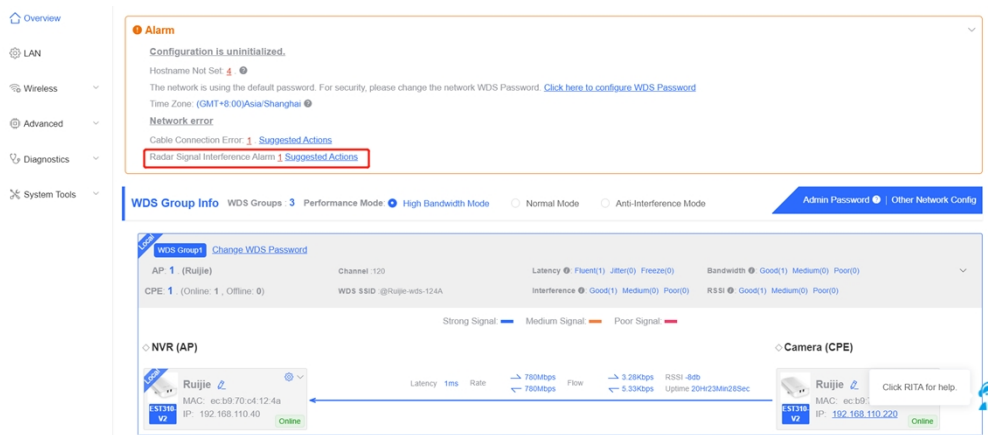 Overview
LAN
Wireless
Advanced
Diagnostics
System Tools
Alarm
Configuration is uninitialized.
Hostname Not Set: 4 .
The network is using the default password. For security, please change the network WDS Password. Click here to configure WDS Password
Time Zone: (GMT+8:00)Asia/Shanghai
Network error
Cable Connection Error: 1 . Suggested Actions
Radar Signal Interference Alarm 1 Suggested Actions
WDS Group Info WDS Groups : 3 Performance Mode: High Bandwidth Mode Normal Mode Anti-Interference Mode
Admin Password | Other Network Config
Local
WDS Group1 Change WDS Password
AP: 1 . (Ruijie) Channel :120 Latency : Fluent(1) Jitter(0) Freeze(0) Bandwidth : Good(1) Medium(0) Poor(0)
CPE: 1 . (Online: 1 , Offline: 0) WDS SSID :@Ruijie-wds-124A Interference : Good(1) Medium(0) Poor(0) RSSI : Good(1) Medium(0) Poor(0)
Strong Signal: Medium Signal: Poor Signal:
NVR (AP)
Camera (CPE)
Local
Ruijie
MAC: ec:b9:70:c4:12:4a
IP: 192.168.110.40
EST310-V2
Online
Latency 1ms Rate 780Mbps 780Mbps Flow 3.28Kbps 5.33Kbps RSSI -8db Uptime 20Hr23Min26Sec
Ruijie
MAC: ec:b9:
IP: 192.168.110.220
EST310-V2
Online
Click RITA for help.